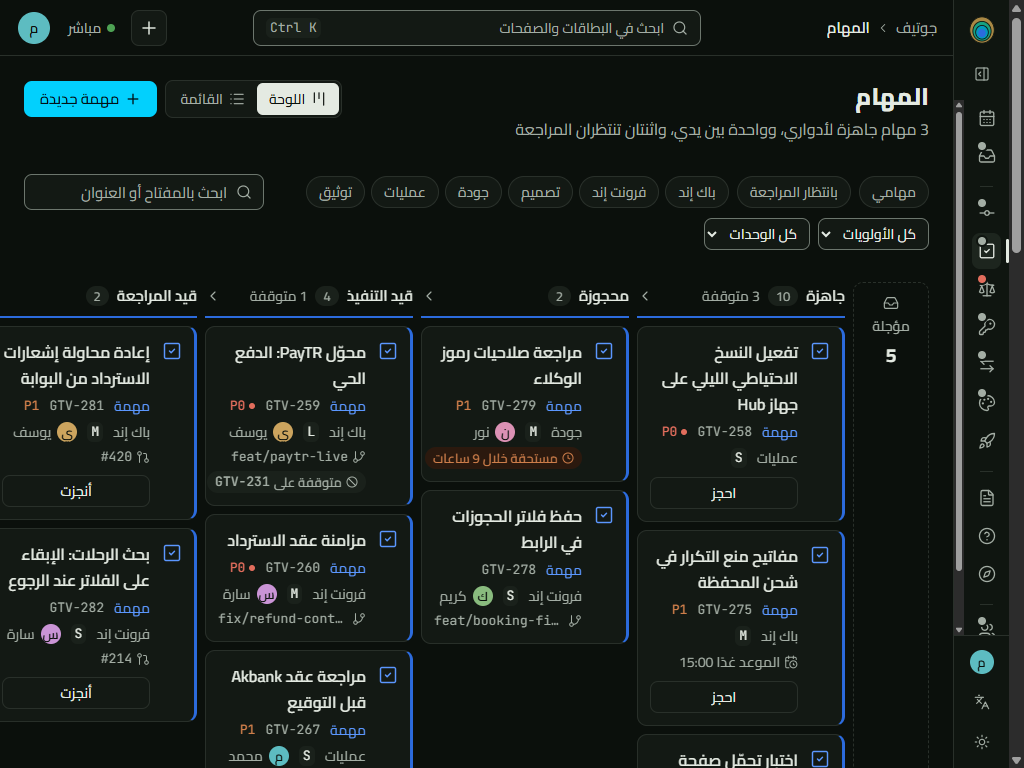 جوتيف
المهام
ابحث في البطاقات والصفحات
Ctrl K
مباشر
م
المهام
3 مهام جاهزة لأدواري، وواحدة بين يدي، واثنتان تنتظران المراجعة
اللوحة
القائمة
مهمة جديدة
مهامي
بانتظار المراجعة
باك إند
فرونت إند
تصميم
جودة
عمليات
توثيق
ابحث بالمفتاح أو العنوان
كل الأولويات
كل الوحدات
مؤجلة
5
جاهزة 10 3 متوقفة
تفعيل النسخ
الاحتياطي الليلي على
جهاز Hub
مهمة GTV-258 P0
عمليات S
احجز
مفاتيح منع التكرار في
شحن المحفظة
مهمة GTV-275 P1
باك إند M
الموعد غدًا 15:00
احجز
اختبار تحمّل صفحة
محجوزة 2
مراجعة صلاحيات رموز
الوكلاء
مهمة GTV-279 P1
جودة M ن نور
مستحقة خلال 9 ساعات
حفظ فلاتر الحجوزات
في الرابط
مهمة GTV-278
فرونت إند S ك كريم
feat/booking-fi…
قيد التنفيذ 4 1 متوقفة
محوّل PayTR: الدفع
الحي
مهمة GTV-259 P0
باك إند L ي يوسف
feat/paytr-live
متوقفة على GTV-231
مزامنة عقد الاسترداد
مهمة GTV-260 P0
فرونت إند M س سارة
fix/refund-cont…
مراجعة عقد Akbank
قبل التوقيع
مهمة GTV-267 P1
عمليات S م محمد
قيد المراجعة 2
إعادة محاولة إشعارات
الاسترداد من البوابة
مهمة GTV-281 P1
باك إند M ي يوسف
#420
أنجزت
بحث الرحلات: الإبقاء
على الفلاتر عند الرجوع
مهمة GTV-282
فرونت إند S س سارة
#214
أنجزت
م